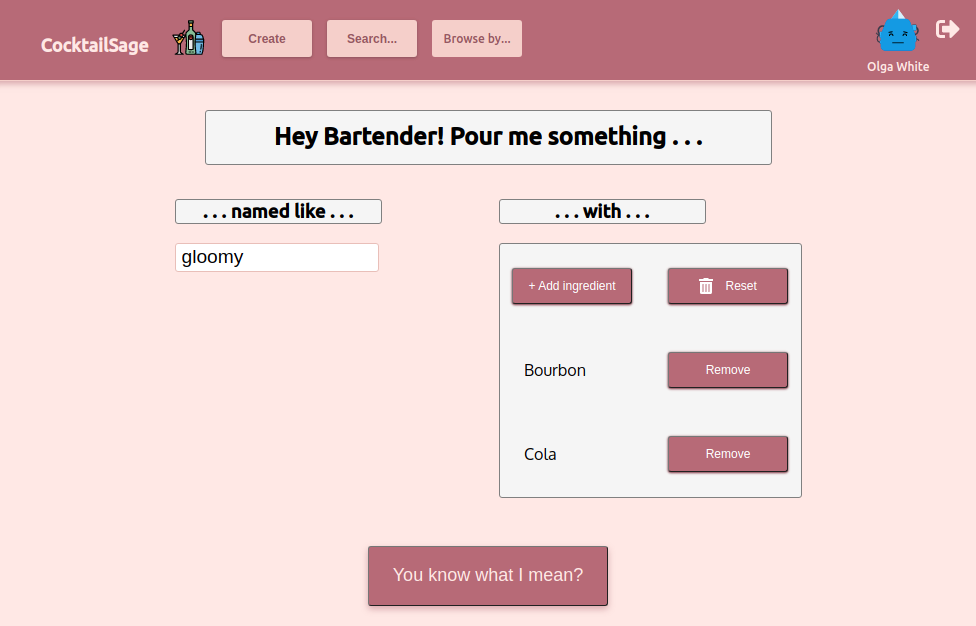 CocktailSage
Create
Search...
Browse by...
Olga White
Hey Bartender! Pour me something . . .
. . . named like . . .
gloomy
. . . with . . .
+ Add ingredient
Reset
Bourbon
Remove
Cola
Remove
You know what I mean?